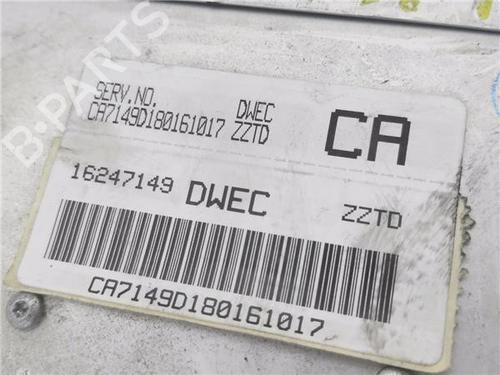 SERV.NO. DWEC
CA7149D180161017 ZZTD
CA
16247149 DWEC ZZTD
CA7149D180161017
B-PARTS